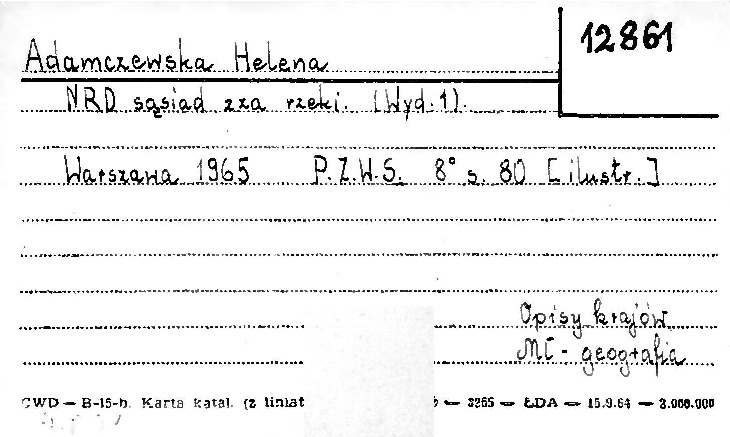 12861
Adamczewska Helena
NRD sąsiad zza rzeki. (Wyd. 1).
Warszawa 1965 P.Z.W.S. 8° s. 80 [ilustr.]
Opisy krajów
MŁ - geografia
CWD — B-15-b. Karta katal. (z liniat — 3265 — ŁDA — 15.9.64 — 3.000.000